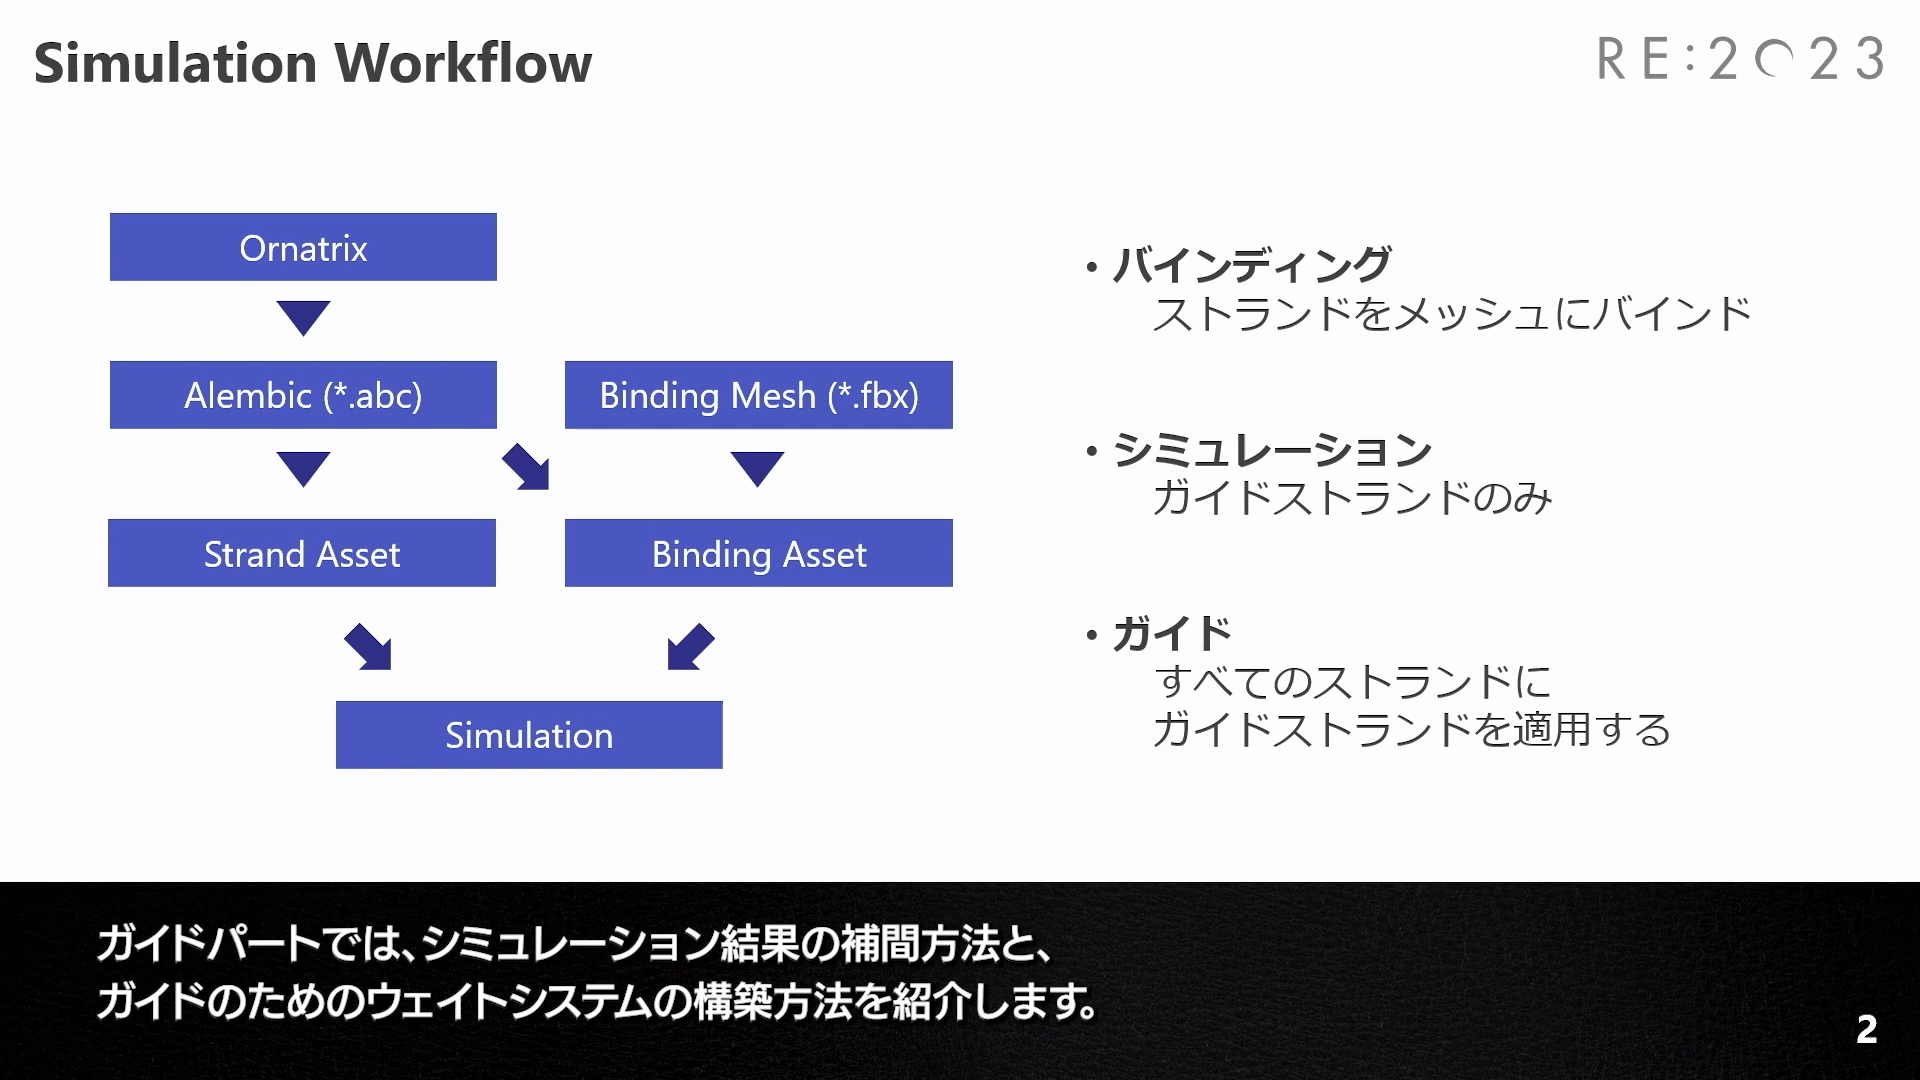 Simulation Workflow
RE:2023
Ornatrix
Alembic (*.abc)
Binding Mesh (*.fbx)
Strand Asset
Binding Asset
Simulation
・バインディング
ストランドをメッシュにバインド
・シミュレーション
ガイドストランドのみ
・ガイド
すべてのストランドに
ガイドストランドを適用する
ガイドパートでは、シミュレーション結果の補間方法と、
ガイドのためのウェイトシステムの構築方法を紹介します。
2